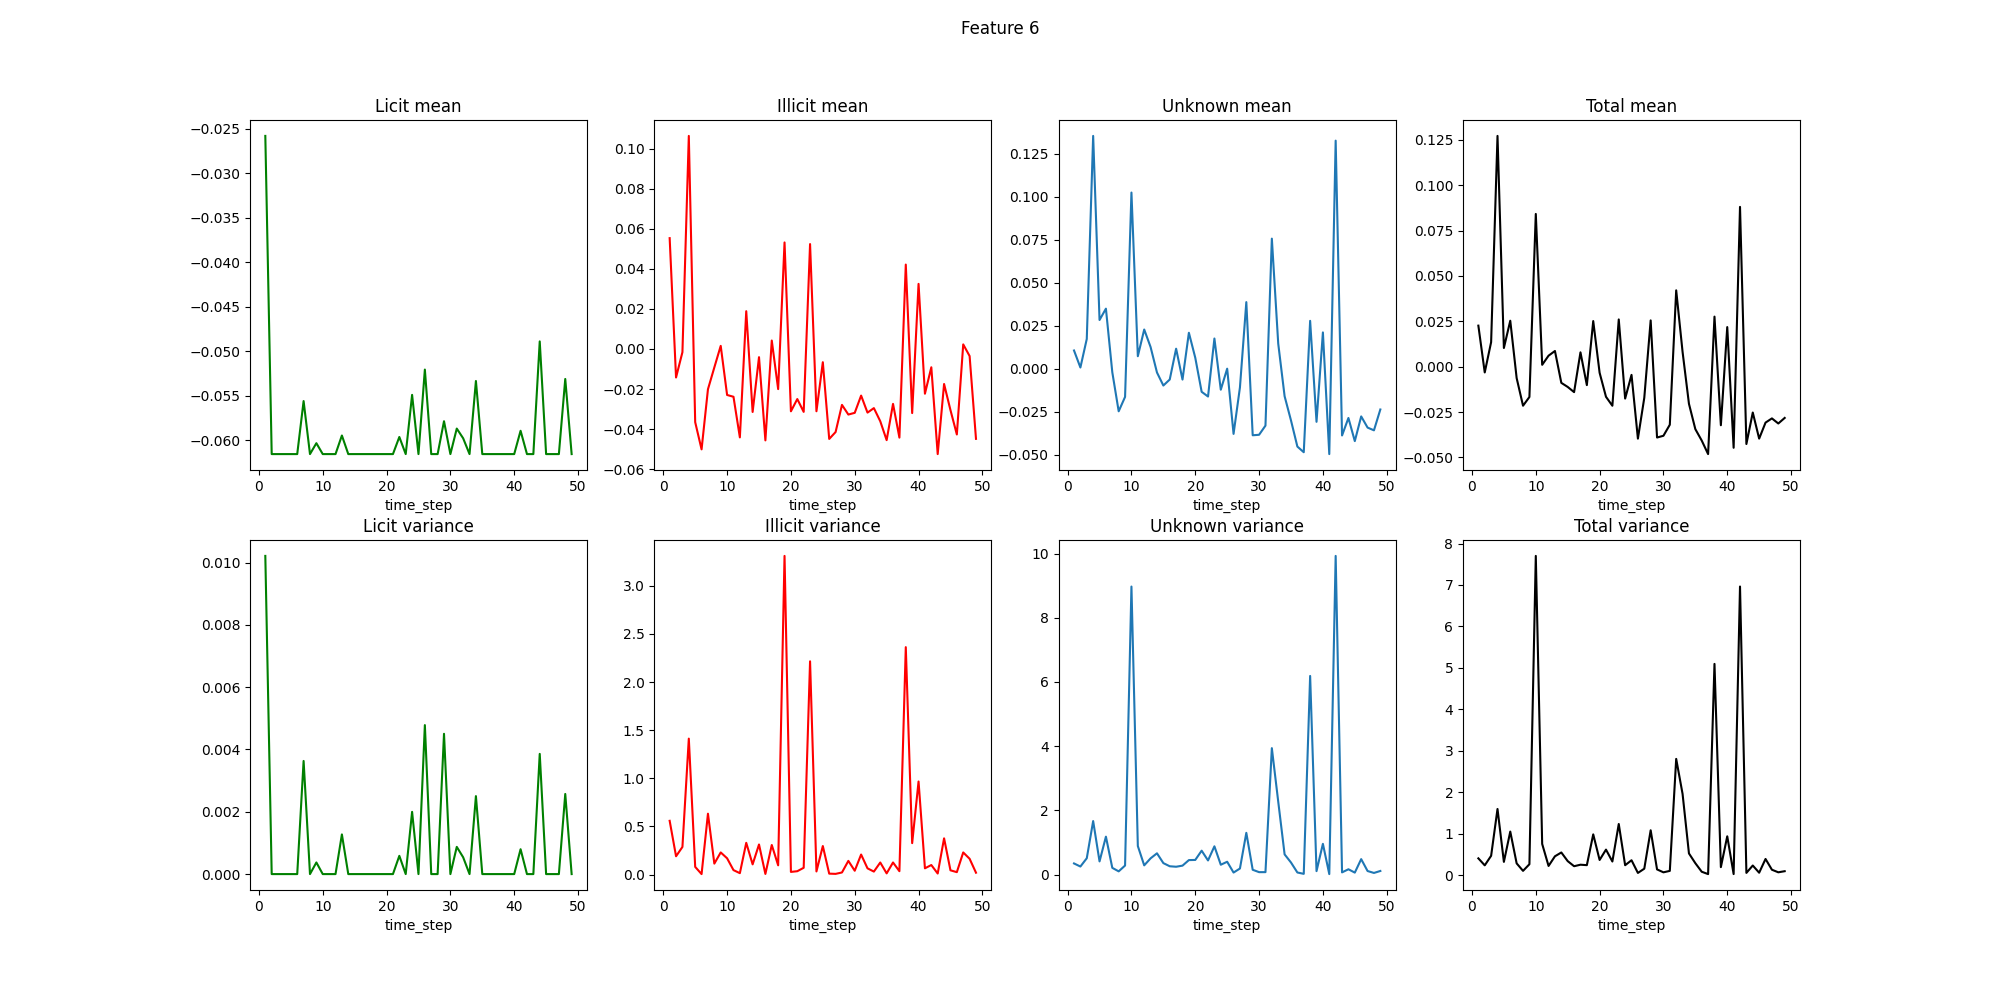 Feature 6
Licit mean
Illicit mean
Unknown mean
Total mean
−0.025
−0.030
−0.035
−0.040
−0.045
−0.050
−0.055
−0.060
0.10
0.08
0.06
0.04
0.02
0.00
−0.02
−0.04
−0.06
0.125
0.100
0.075
0.050
0.025
0.000
−0.025
−0.050
0.125
0.100
0.075
0.050
0.025
0.000
−0.025
−0.050
0 10 20 30 40 50
0 10 20 30 40 50
0 10 20 30 40 50
0 10 20 30 40 50
time_step
time_step
time_step
time_step
Licit variance
Illicit variance
Unknown variance
Total variance
0.010
0.008
0.006
0.004
0.002
0.000
3.0
2.5
2.0
1.5
1.0
0.5
0.0
10
8
6
4
2
0
8
7
6
5
4
3
2
1
0
0 10 20 30 40 50
0 10 20 30 40 50
0 10 20 30 40 50
0 10 20 30 40 50
time_step
time_step
time_step
time_step